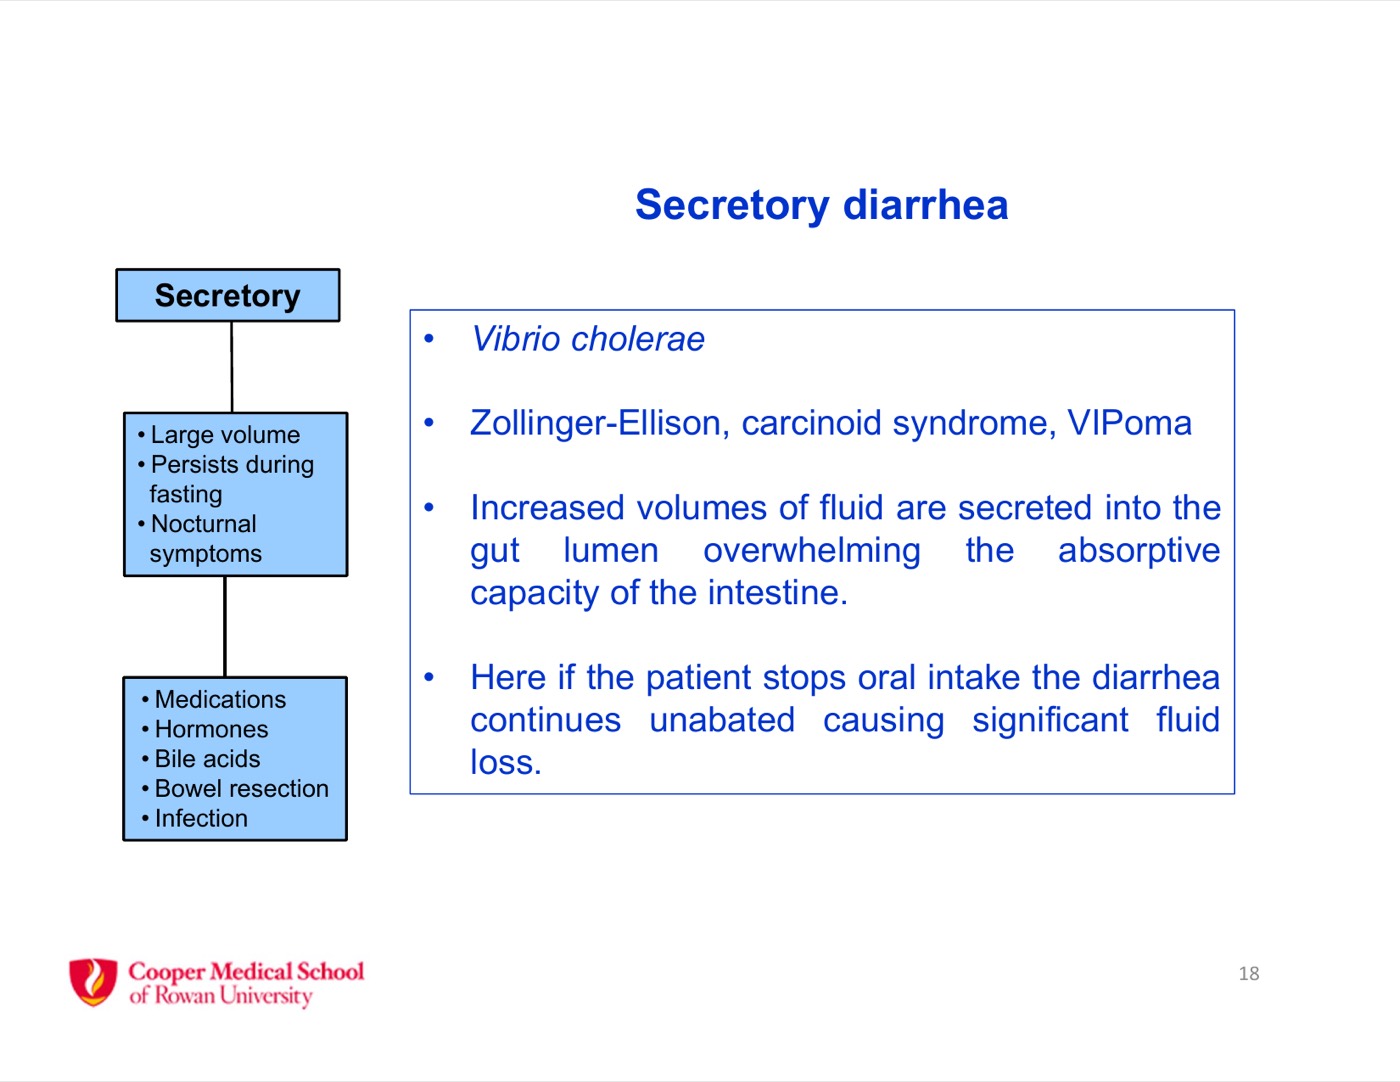 Secretory diarrhea
Secretory
• Large volume
• Persists during
fasting
• Nocturnal
symptoms
• Medications
• Hormones
• Bile acids
• Bowel resection
• Infection
• Vibrio cholerae
• Zollinger-Ellison, carcinoid syndrome, VIPoma
• Increased volumes of fluid are secreted into the
gut lumen overwhelming the absorptive
capacity of the intestine.
• Here if the patient stops oral intake the diarrhea
continues unabated causing significant fluid
loss.
Cooper Medical School
of Rowan University
18